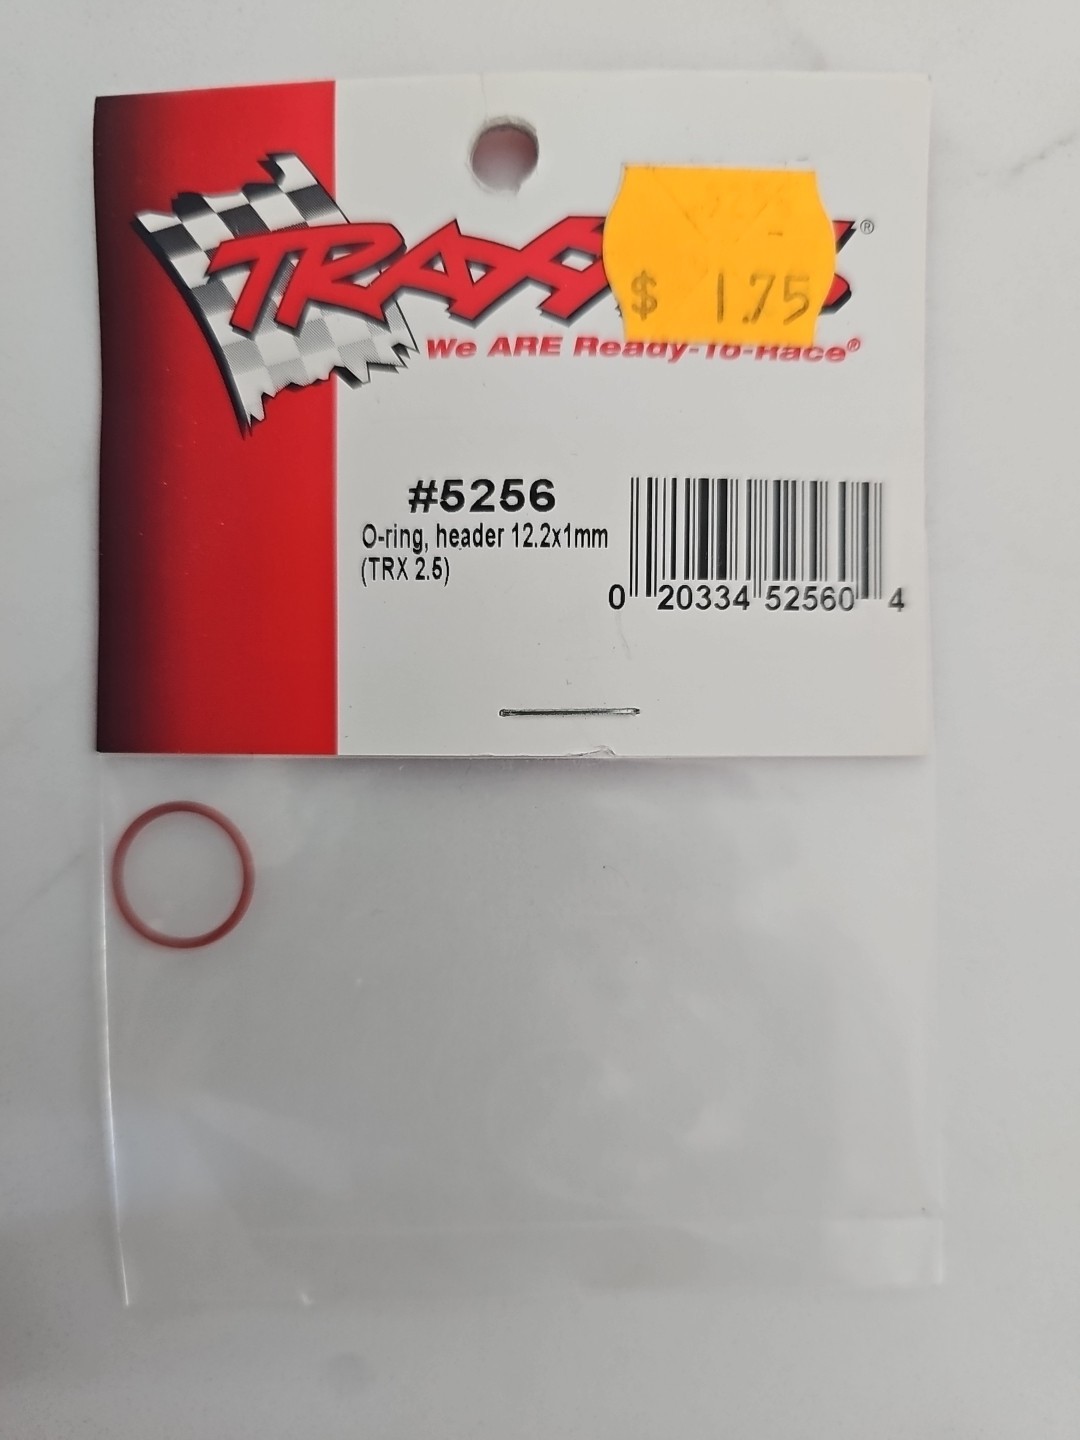 TRAXXAS®
$ 1.75
We ARE Ready-To-Race®
#5256
O-ring, header 12.2x1mm
(TRX 2.5)
0 20334 52560 4